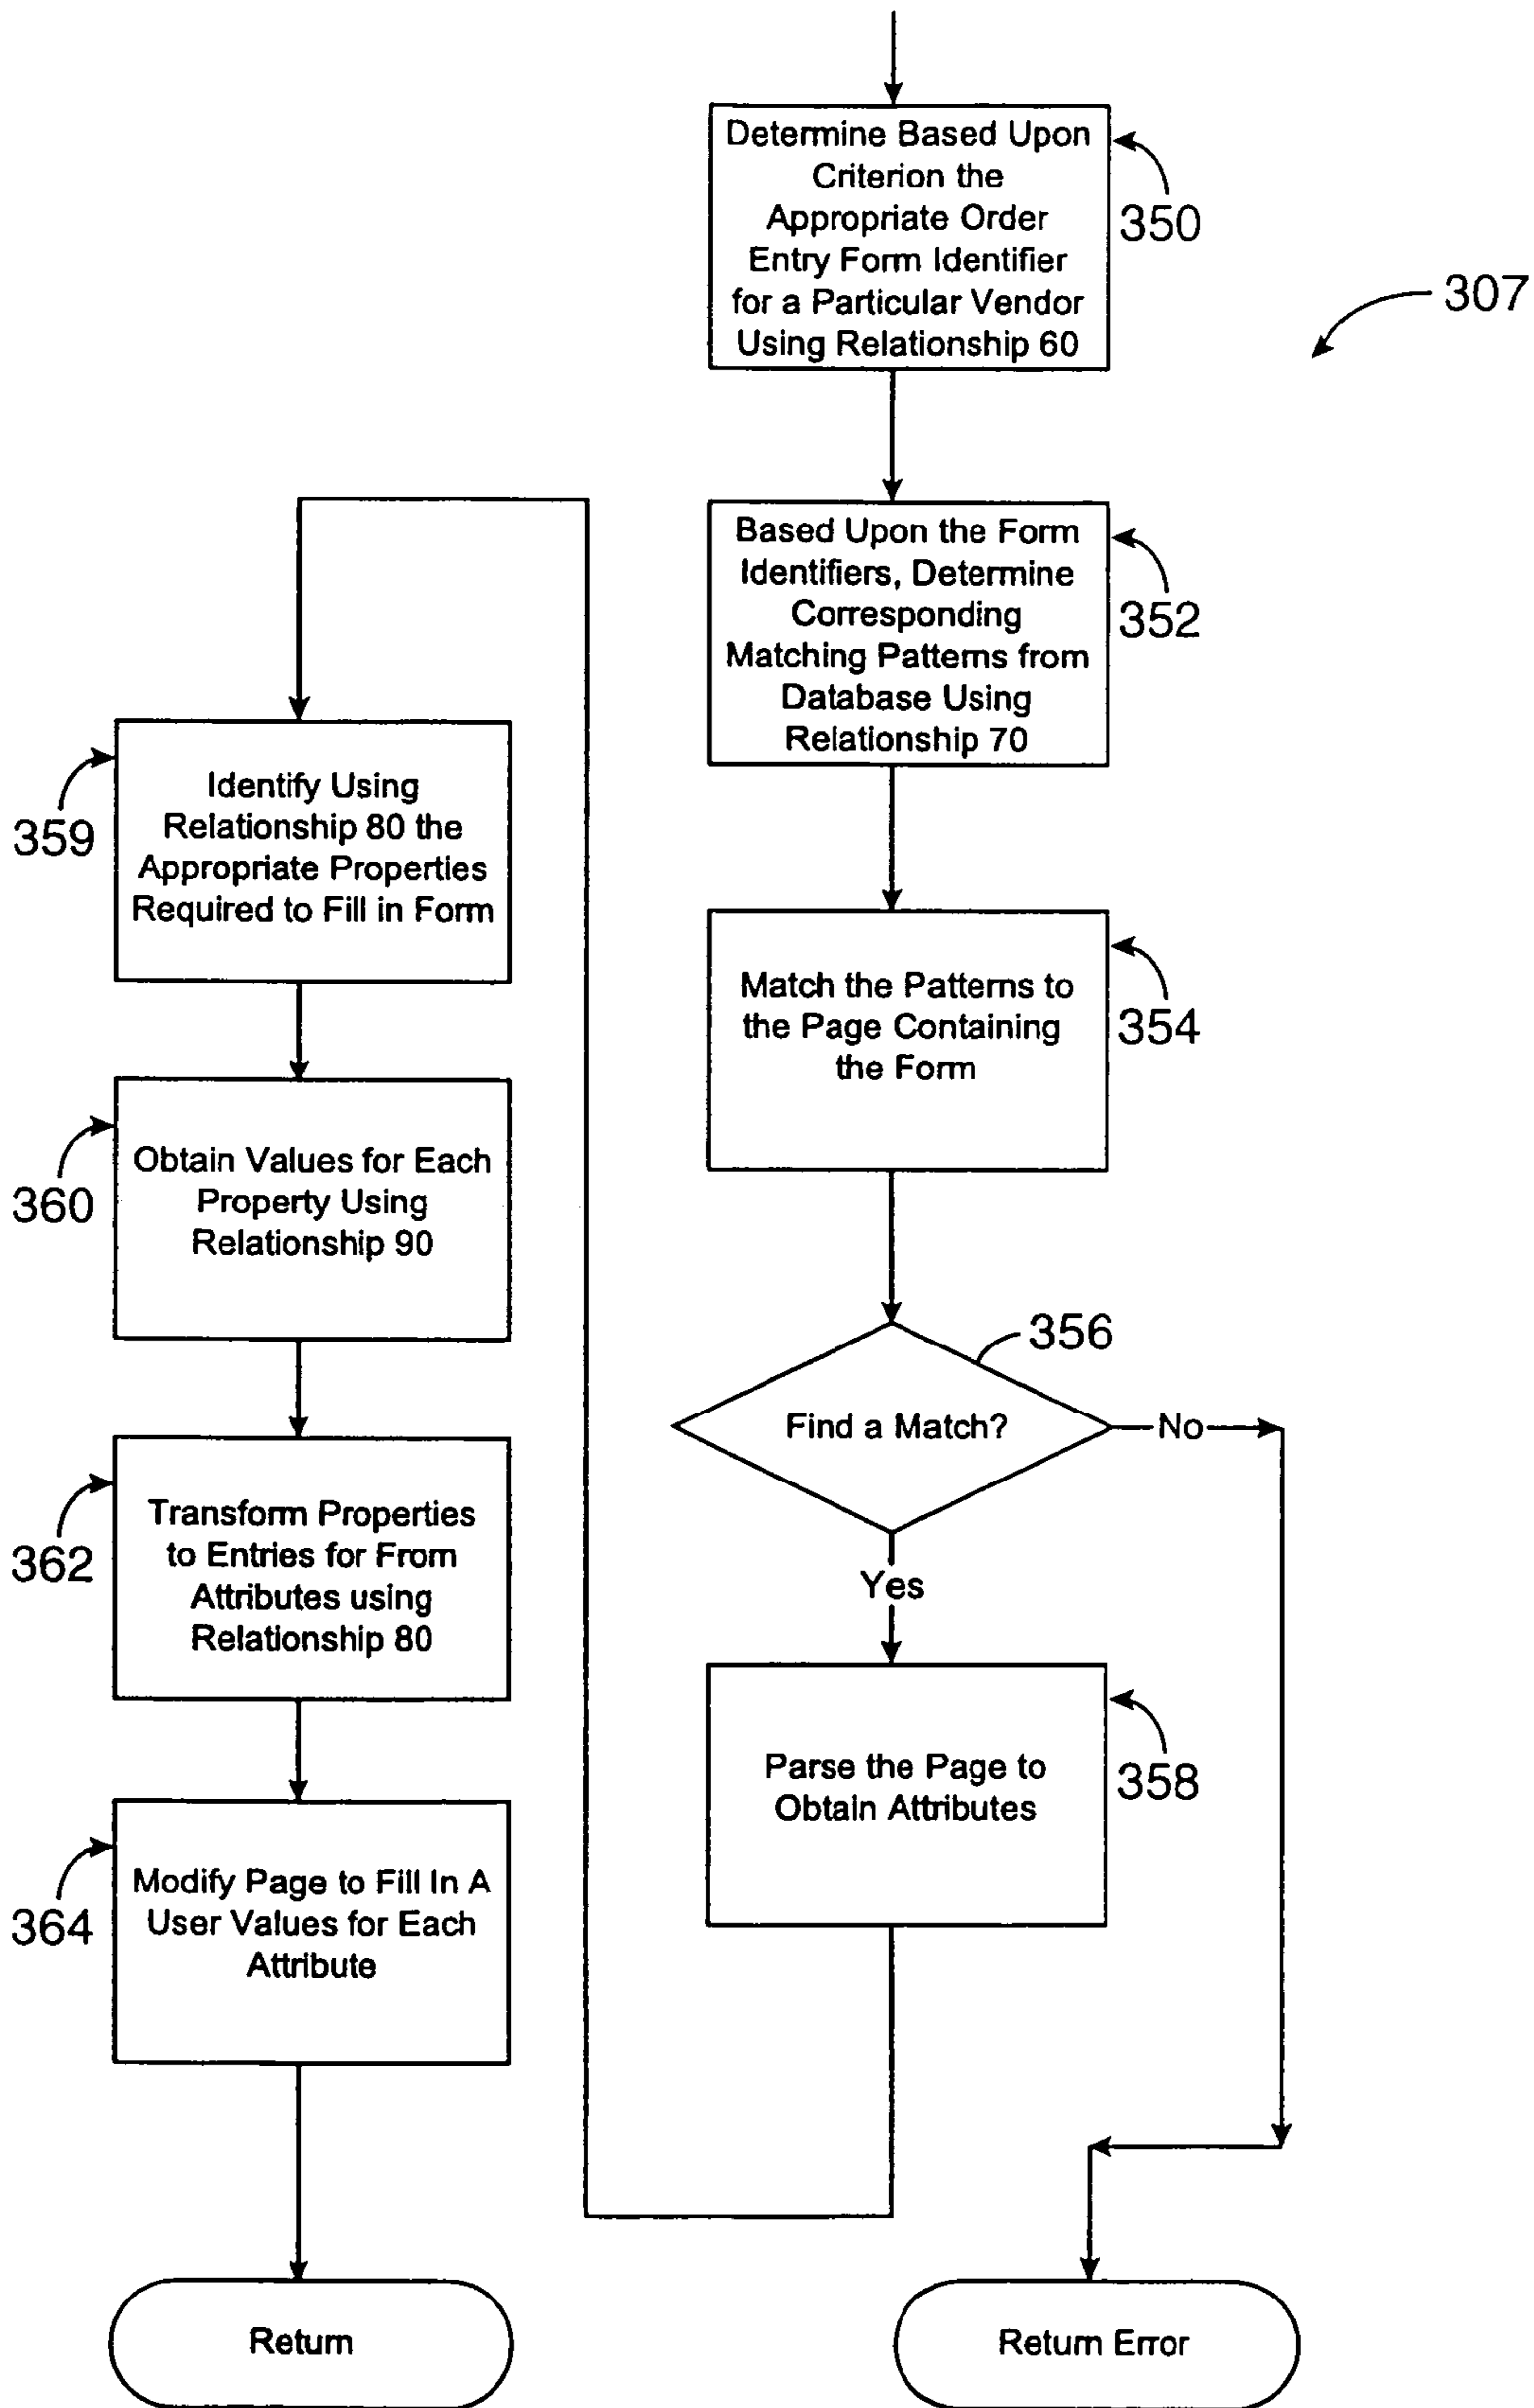 Determine Based Upon
Criterion the
Appropriate Order
Entry Form Identifier
for a Particular Vendor
Using Relationship 60
350
307
Based Upon the Form
Identifiers, Determine
Corresponding
Matching Patterns from
Database Using
Relationship 70
352
Match the Patterns to
the Page Containing
the Form
354
356
Find a Match?
No
Yes
Parse the Page to
Obtain Attributes
358
Identify Using
Relationship 80 the
Appropriate Properties
Required to Fill in Form
359
Obtain Values for Each
Property Using
Relationship 90
360
Transform Properties
to Entries for From
Attributes using
Relationship 80
362
Modify Page to Fill In A
User Values for Each
Attribute
364
Return
Return Error